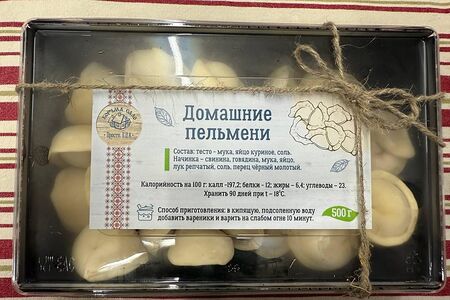 Домашние
пельмени
Состав: тесто - мука, яйцо куриное, соль.
Начинка - свинина, говядина, мука, яйцо,
лук репчатый, соль, перец чёрный молотый.
Калорийность на 100 г: калл -197,2; белки - 12; жиры - 6,4; углеводы - 23.
Хранить 90 дней при t - 18°C.
Способ приготовления: в кипящую, подсоленную воду
добавить вареники и варить на слабом огне 10 минут.
500 г